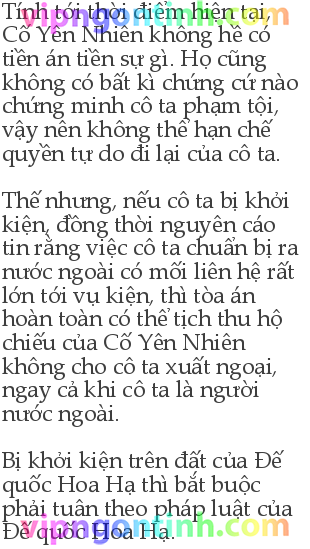 Tính tới thời điểm hiện tại,
vipngontinh.com
Cố Yên Nhiên không hề có
tiền án tiền sự gì. Họ cũng
không có bất kì chứng cứ nào
chứng minh cô ta phạm tội,
vậy nên không thể hạn chế
quyền tự do đi lại của cô ta.
Thế nhưng, nếu cô ta bị khởi
kiện, đồng thời nguyên cáo
tin rằng việc cô ta chuẩn bị ra
nước ngoài có mối liên hệ rất
lớn tới vụ kiện, thì tòa án
hoàn toàn có thể tịch thu hộ
chiếu của Cố Yên Nhiên
không cho cô ta xuất ngoại,
ngay cả khi cô ta là người
nước ngoài.
Bị khởi kiện trên đất của Đế
quốc Hoa Hạ thì bắt buộc
phải tuân theo pháp luật của
vipngontinh.com
Đế quốc Hoa Hạ.